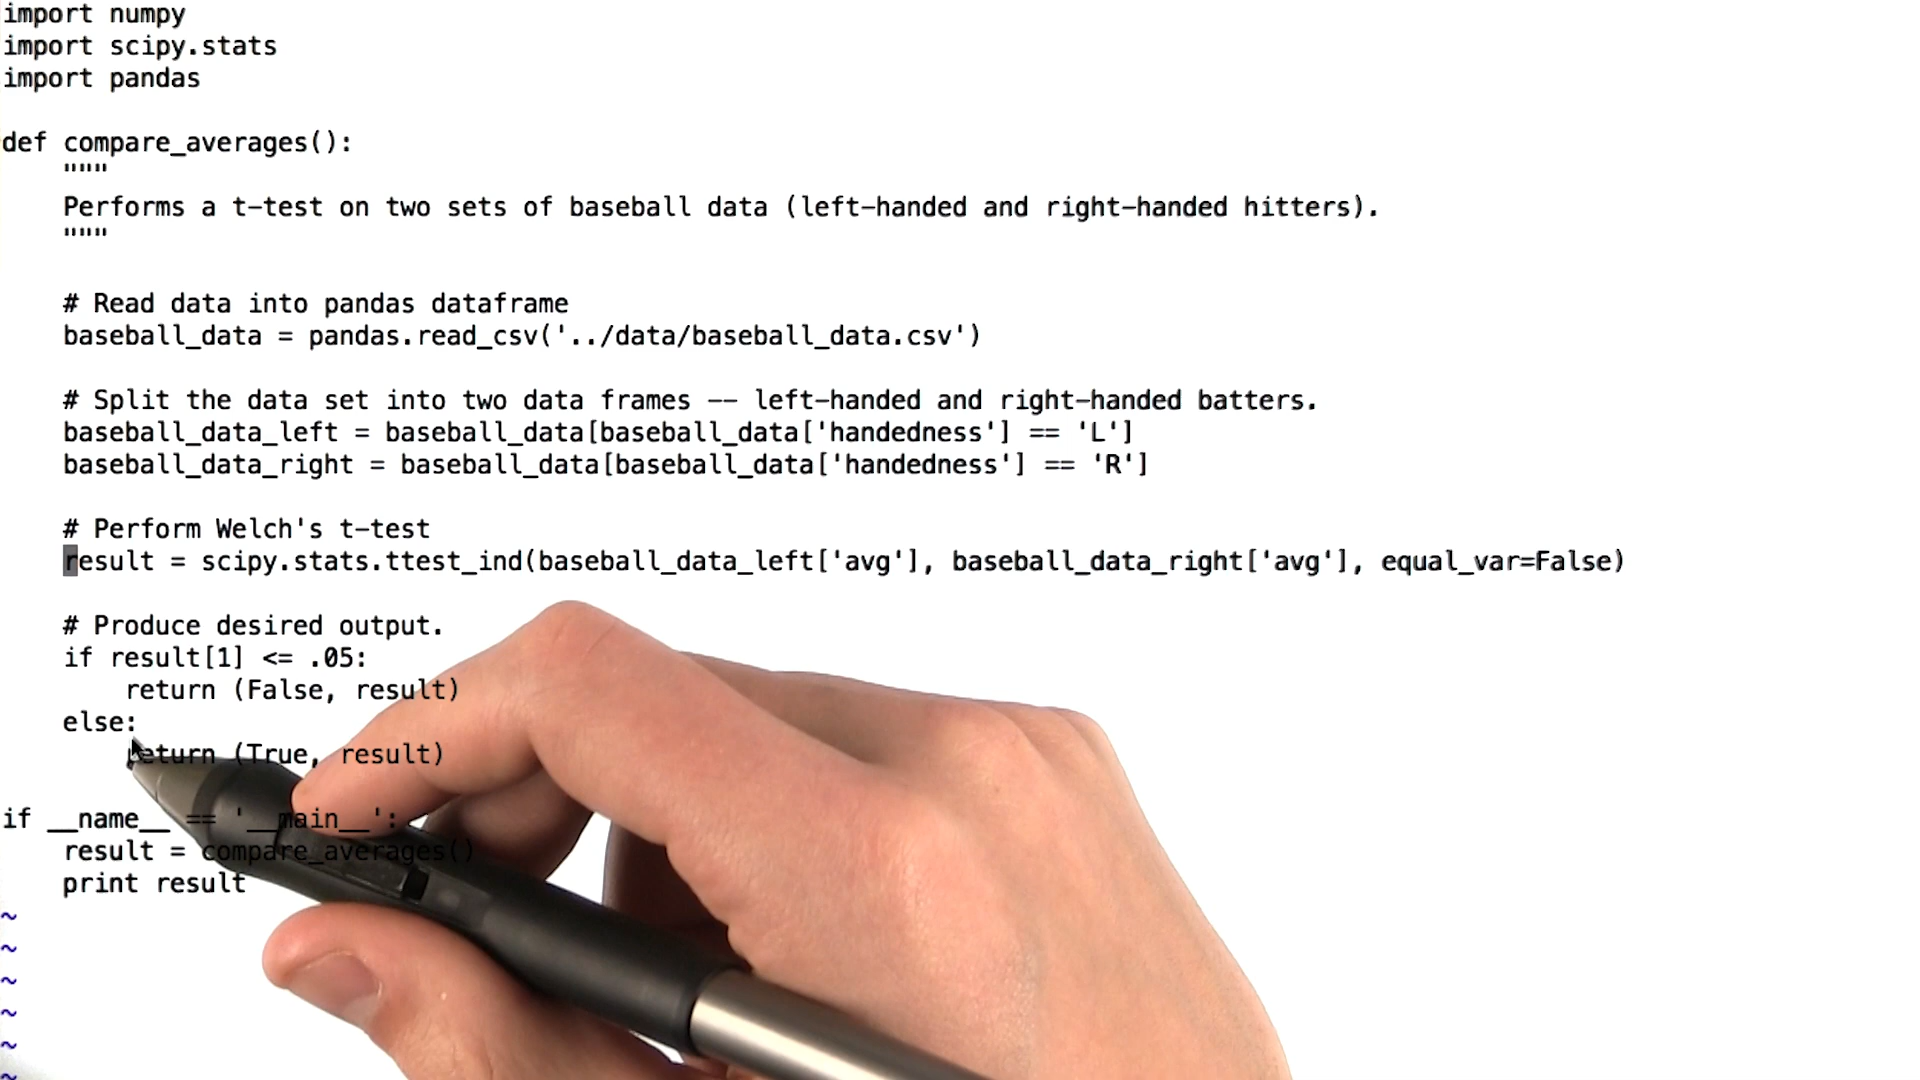 import numpy
import scipy.stats
import pandas
def compare_averages():
"""
Performs a t-test on two sets of baseball data (left-handed and right-handed hitters).
"""
# Read data into pandas dataframe
baseball_data = pandas.read_csv('../data/baseball_data.csv')
# Split the data set into two data frames -- left-handed and right-handed batters.
baseball_data_left = baseball_data[baseball_data['handedness'] == 'L']
baseball_data_right = baseball_data[baseball_data['handedness'] == 'R']
# Perform Welch's t-test
result = scipy.stats.ttest_ind(baseball_data_left['avg'], baseball_data_right['avg'], equal_var=False)
# Produce desired output.
if result[1] <= .05:
return (False, result)
else:
return (True, result)
if __name__ == '__main__':
result = compare_averages()
print result
~
~
~
~
~
~